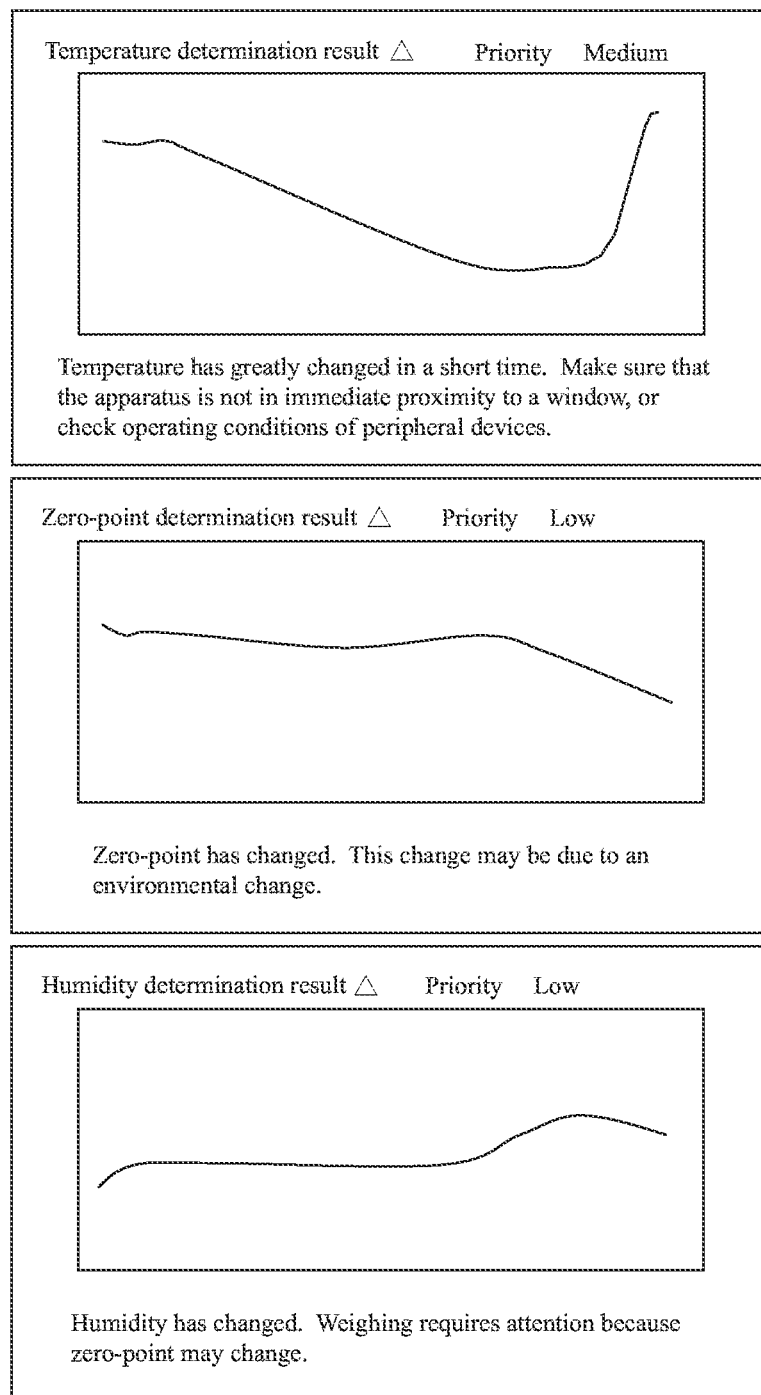 Temperature determination result △ Priority Medium
Temperature has greatly changed in a short time. Make sure that
the apparatus is not in immediate proximity to a window, or
check operating conditions of peripheral devices.
Zero-point determination result △ Priority Low
Zero-point has changed. This change may be due to an
environmental change.
Humidity determination result △ Priority Low
Humidity has changed. Weighing requires attention because
zero-point may change.